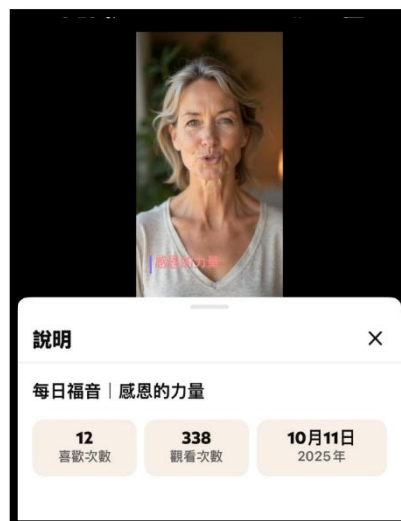 感恩的力量
說明
每日福音｜感恩的力量
12
喜歡次數
338
觀看次數
10月11日
2025年